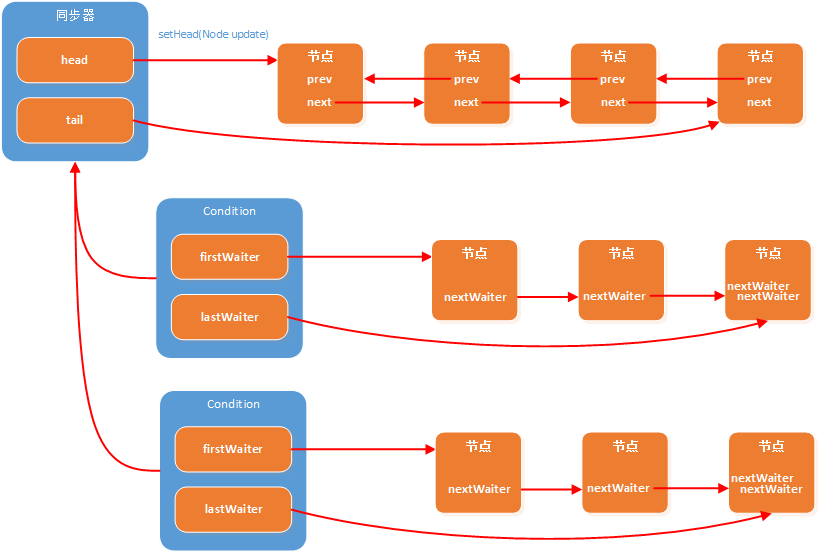 同步器
head
tail
setHead(Node update)
节点
prev
next
节点
prev
next
节点
prev
next
节点
prev
next
Condition
firstWaiter
lastWaiter
节点
nextWaiter
节点
nextWaiter
节点
nextWaiter
nextWaiter
Condition
firstWaiter
lastWaiter
节点
nextWaiter
节点
nextWaiter
节点
nextWaiter
nextWaiter